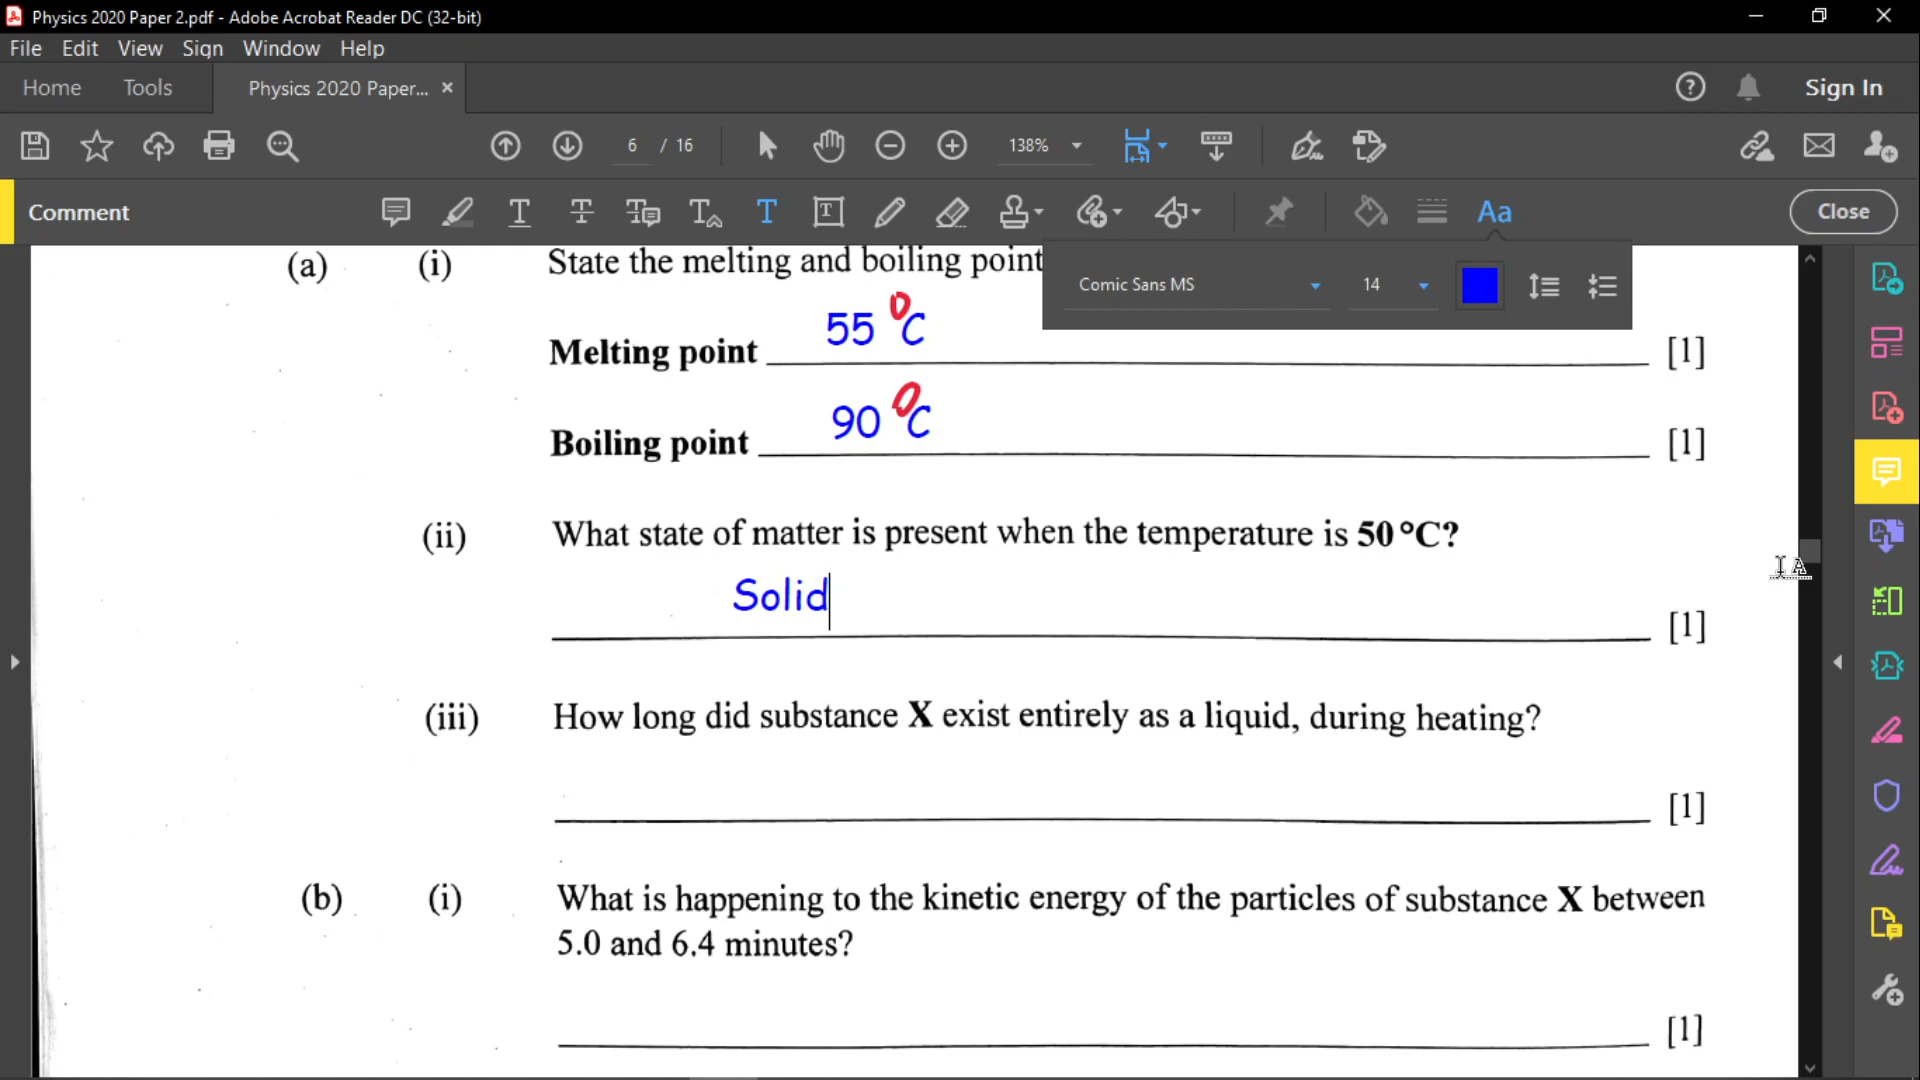 Physics 2020 Paper 2.pdf - Adobe Acrobat Reader DC (32-bit)
File Edit View Sign Window Help
Home Tools Physics 2020 Paper... × Sign In
6 / 16 138%
Comment Aa Close
Comic Sans MS 14
(a) (i) State the melting and boiling point
Melting point 55 °C [1]
Boiling point 90 °C [1]
(ii) What state of matter is present when the temperature is 50 °C?
Solid
[1]
(iii) How long did substance X exist entirely as a liquid, during heating?
[1]
(b) (i) What is happening to the kinetic energy of the particles of substance X between
5.0 and 6.4 minutes?
[1]